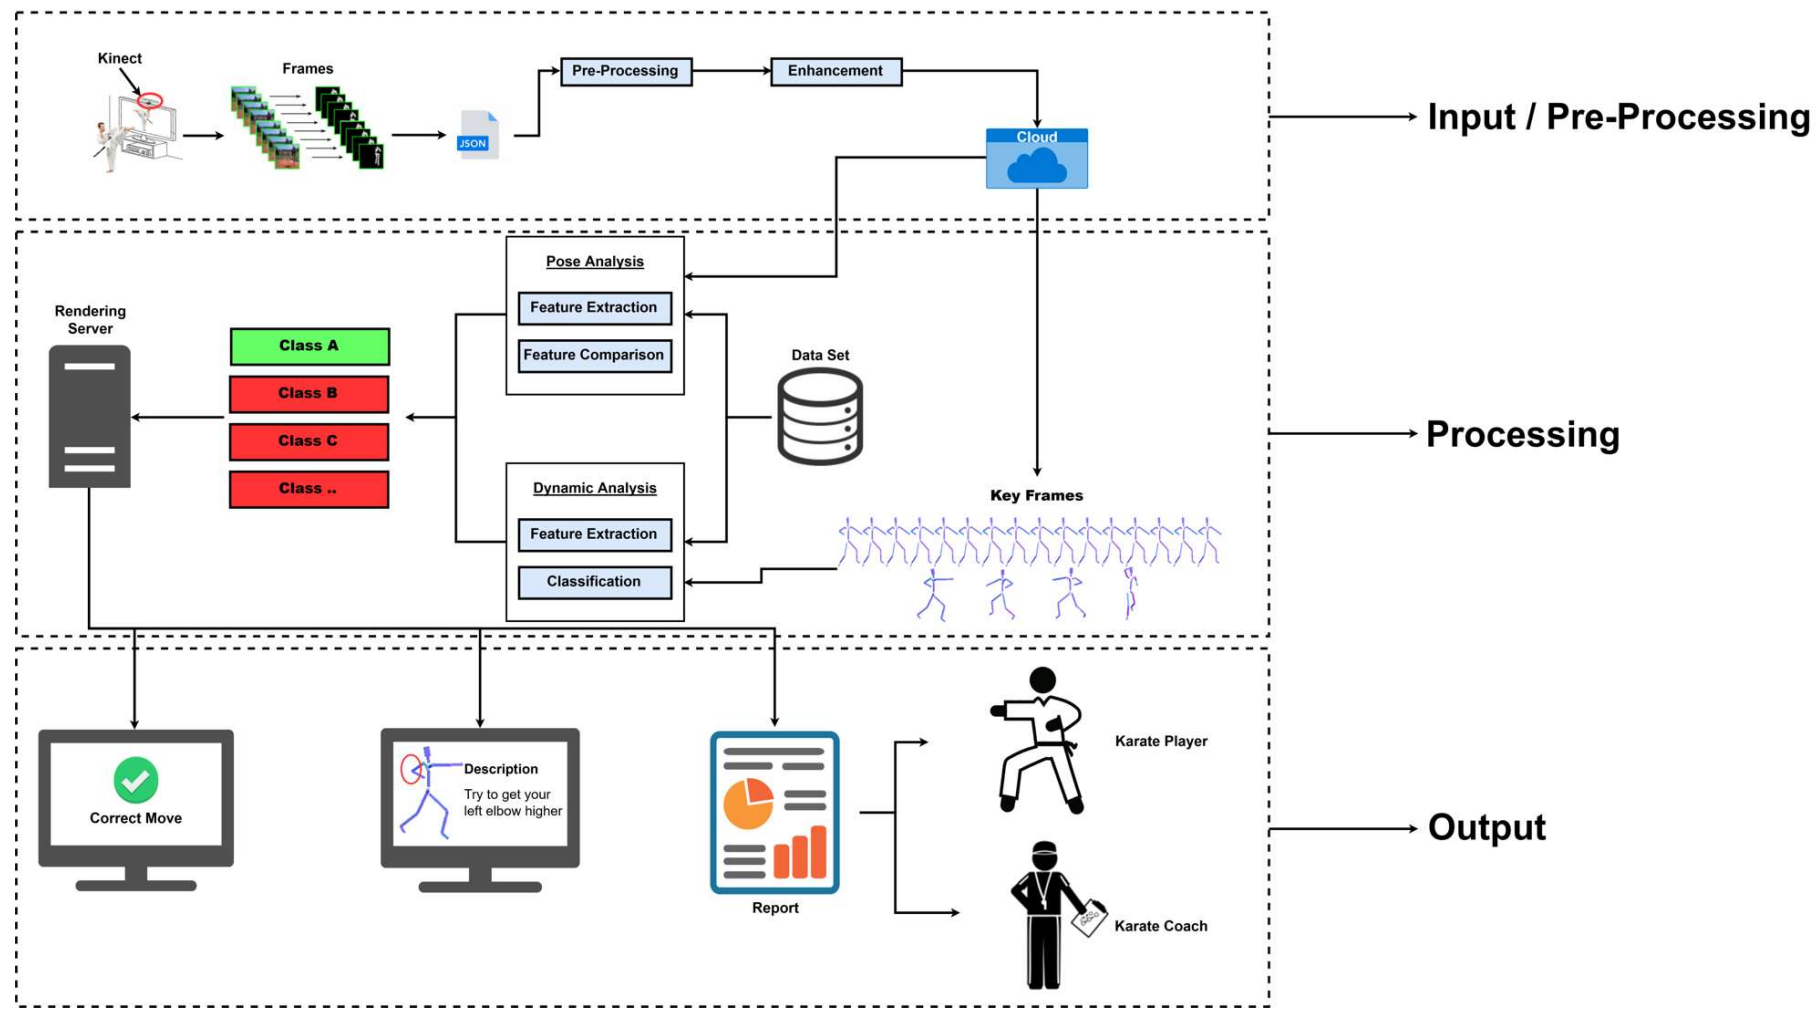 Kinect
Frames
JSON
Pre-Processing
Enhancement
Cloud
Input / Pre-Processing
Pose Analysis
Feature Extraction
Feature Comparison
Rendering
Server
Class A
Class B
Class C
Class ..
Data Set
Dynamic Analysis
Feature Extraction
Classification
Key Frames
Processing
Correct Move
Description
Try to get your
left elbow higher
Report
Karate Player
Karate Coach
Output